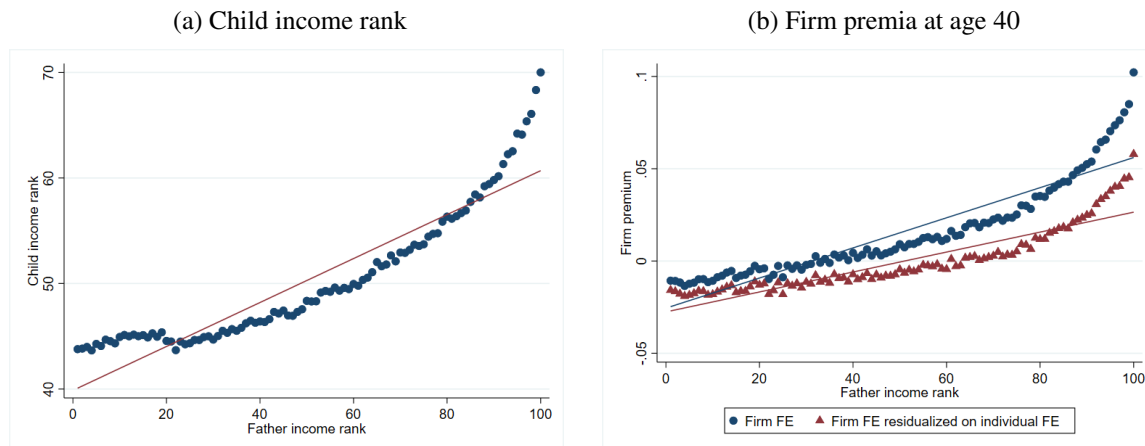 (a) Child income rank
70
60
50
40
Child income rank
0
20
40
60
80
100
Father income rank
(b) Firm premia at age 40
.1
.05
0
-.05
Firm premium
0
20
40
60
80
100
Father income rank
Firm FE
Firm FE residualized on individual FE